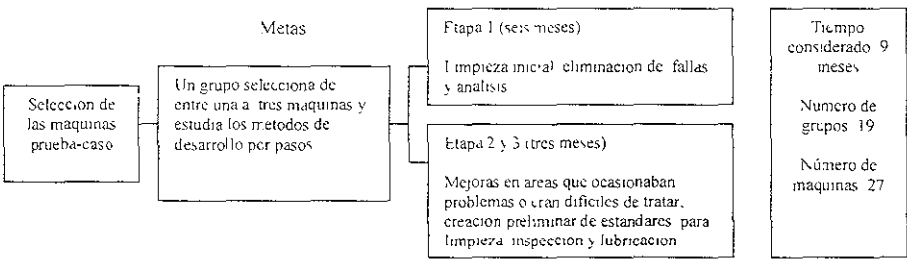 Metas
Selección de
las maquinas
prueba-caso
Un grupo selecciona de
entre una a tres maquinas y
estudia los metodos de
desarrollo por pasos
Etapa 1 (seis meses)
Limpieza inicial eliminacion de fallas
y analisis
Etapa 2 y 3 (tres meses)
Mejoras en areas que ocasionaban
problemas o eran dificiles de tratar,
creacion preliminar de estandares para
limpieza inspeccion y lubricacion
Tiempo
considerado 9
meses
Numero de
grupos 19
Número de
maquinas 27